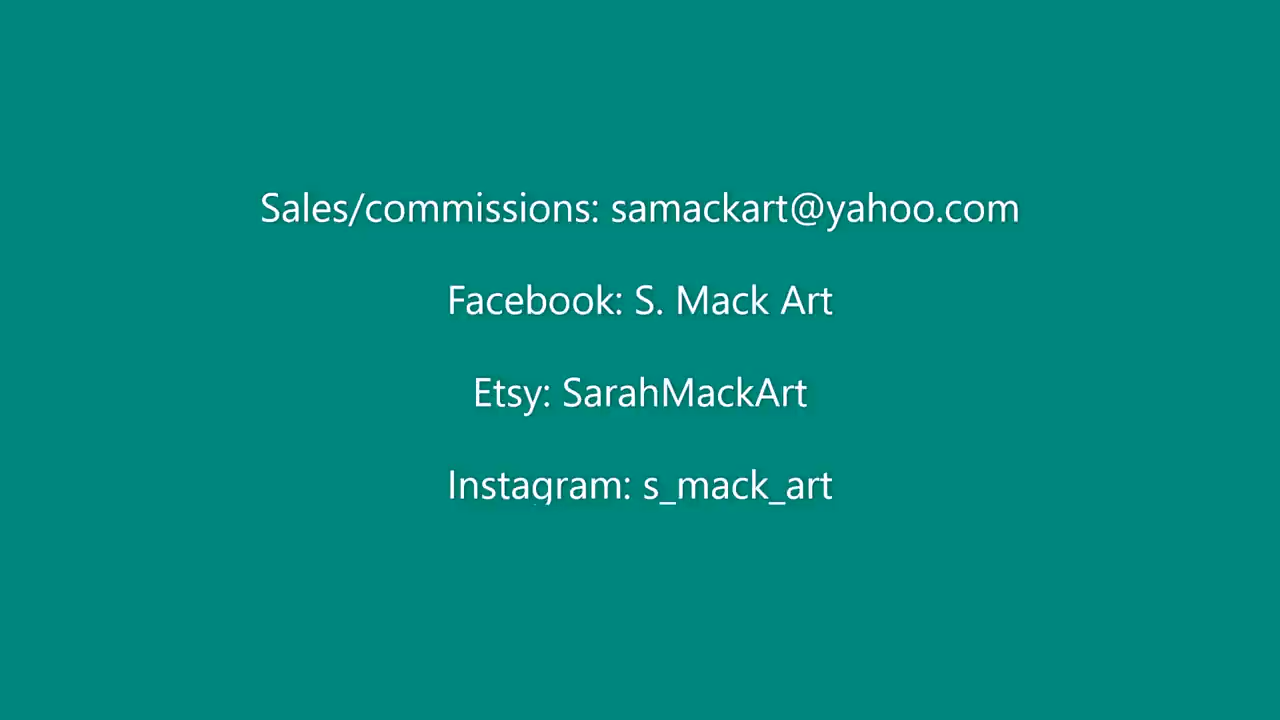 Sales/commissions: samackart@yahoo.com
Facebook: S. Mack Art
Etsy: SarahMackArt
Instagram: s_mack_art